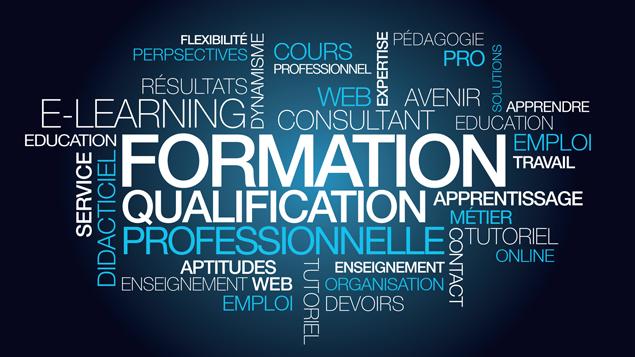 FLEXIBILITÉ
PERPSECTIVES
DYNAMISME
COURS
PROFESSIONNEL
EXPERTISE
PÉDAGOGIE
PRO
SOLUTIONS
RÉSULTATS
WEB
AVENIR
APPRENDRE
E-LEARNING
CONSULTANT
EDUCATION
EDUCATION
FORMATION
EMPLOI
TRAVAIL
SERVICE
DIDACTICIEL
QUALIFICATION
APPRENTISSAGE
MÉTIER
PROFESSIONNELLE
CONTACT
TUTORIEL
ONLINE
APTITUDES
TUTORIEL
ENSEIGNEMENT
ENSEIGNEMENT WEB
ORGANISATION
EMPLOI
DEVOIRS